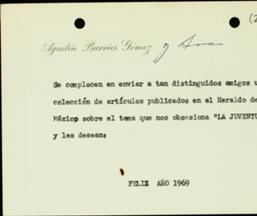 (2
Agustín Barrios Gómez y Sra
Se complacen en enviar a tan distinguidos amigos u
colección de artículos publicados en el Heraldo de
México sobre el tema que nos obsesiona "LA JUVENTU
y les desean:
FELIZ AÑO 1969